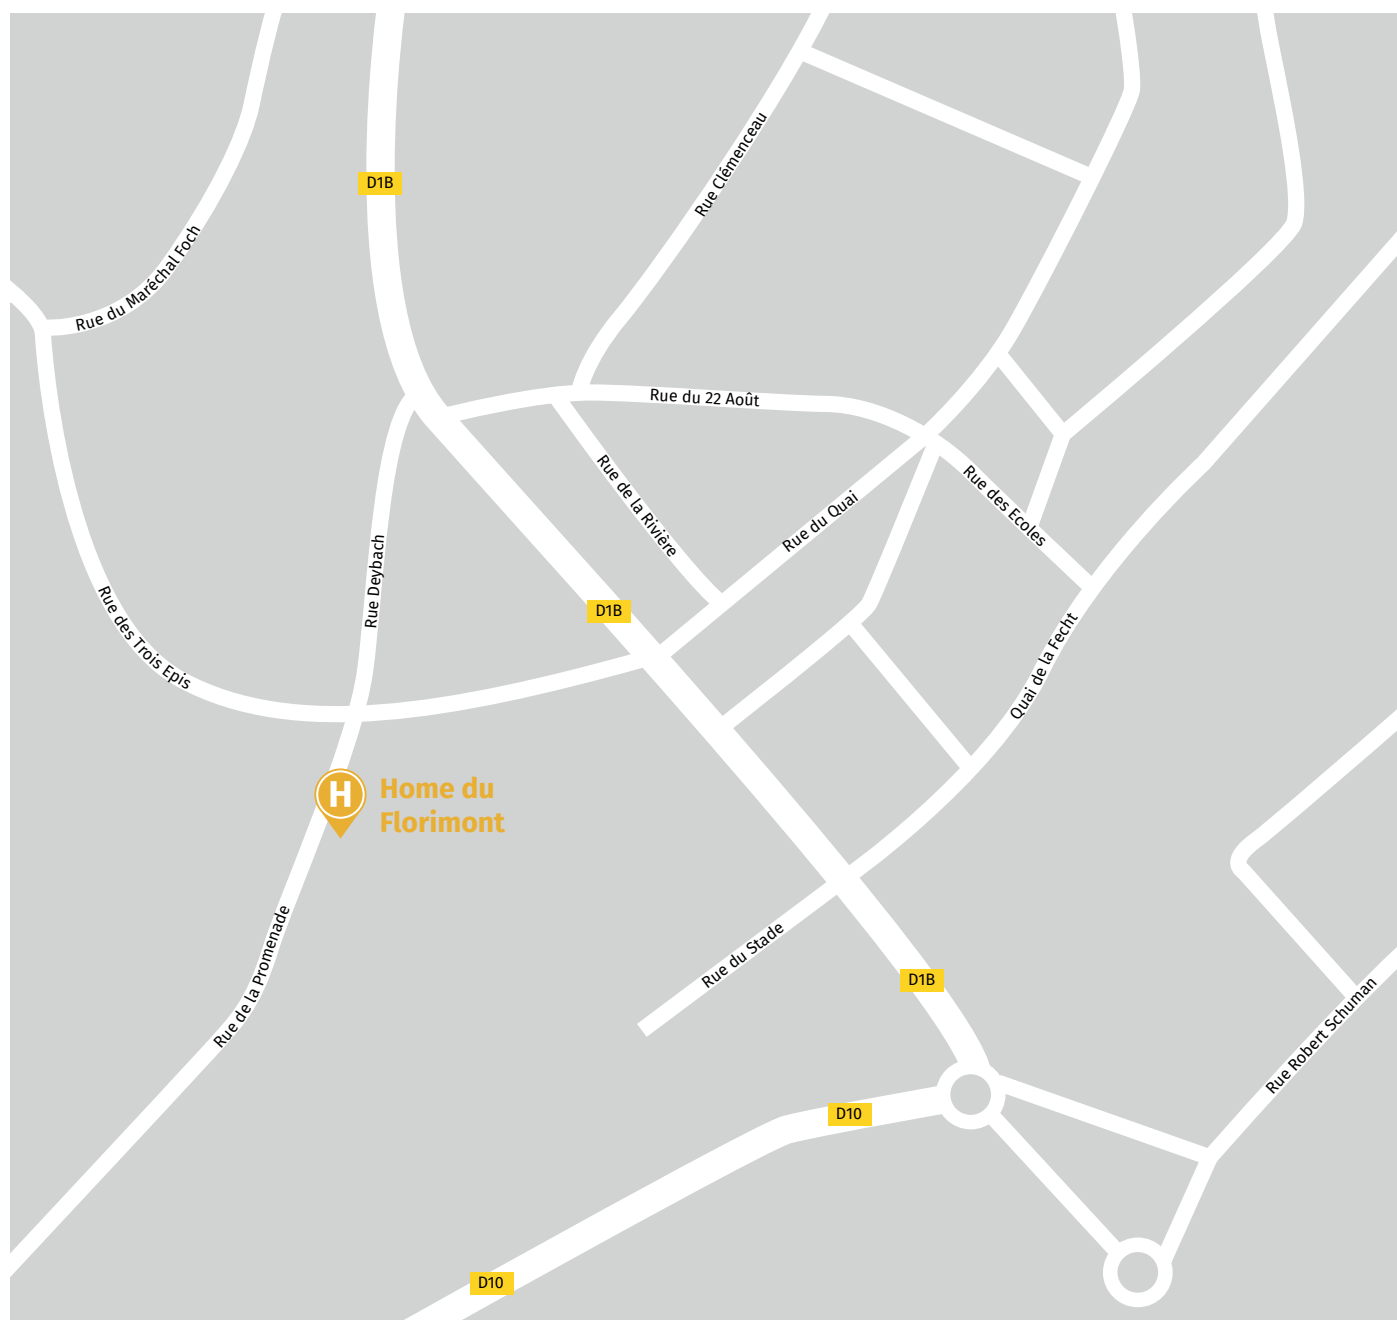 Rue Clémenceau
D1B
Rue du Maréchal Foch
Rue du 22 Août
Rue de la Rivière
Rue du Quai
Rue des Ecoles
Rue Deybach
D1B
Rue des Trois Epis
Quai de la Fecht
H
Home du
Florimont
Rue de la Promenade
Rue du Stade
D1B
Rue Robert Schuman
D10
D10